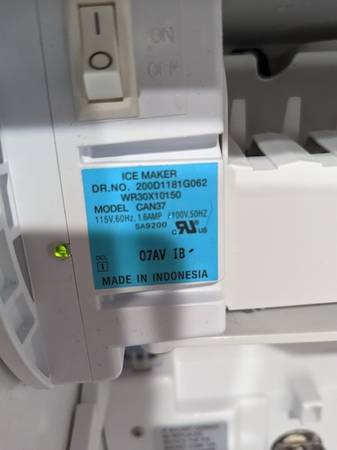 I
O
ON
OFF
ICE MAKER
DR.NO. 200D1181G062
WR30X10150
MODEL CAN37
115V,60Hz, 1.6AMP /100V,50HZ
SA9200
07AV IB
MADE IN INDONESIA